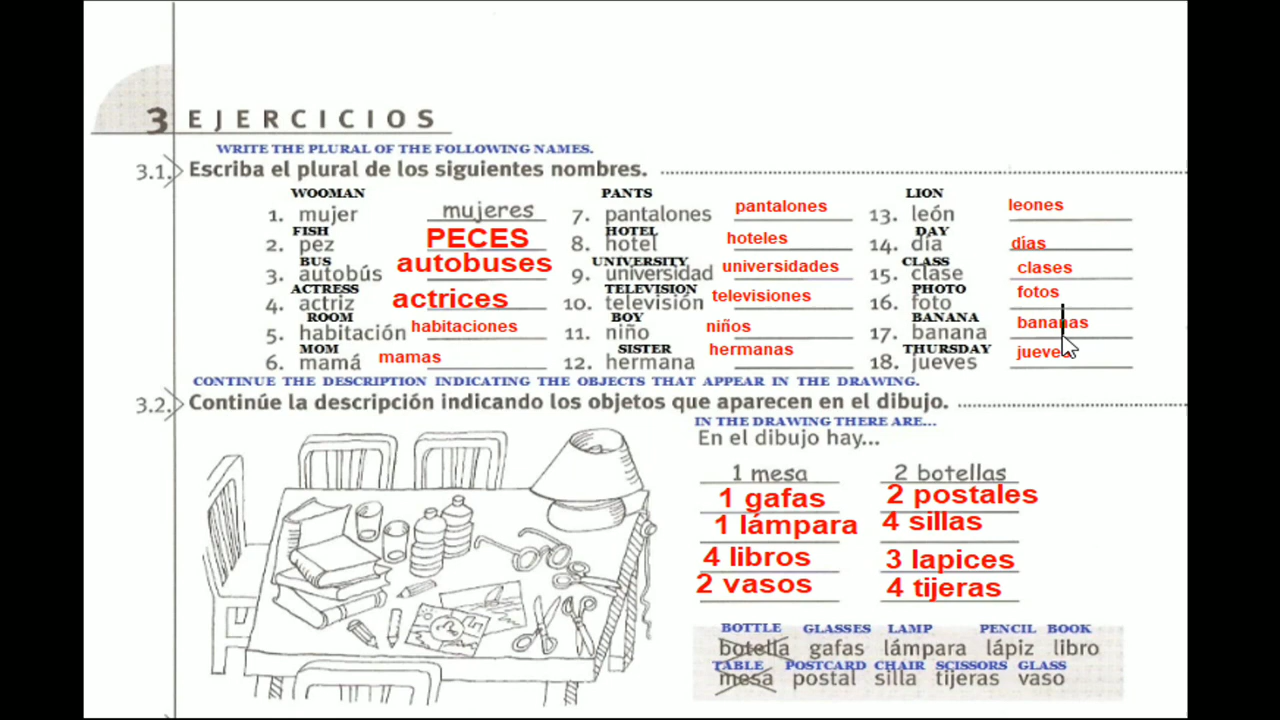 3 EJERCICIOS
WRITE THE PLURAL OF THE FOLLOWING NAMES.
3.1. Escriba el plural de los siguientes nombres.
WOOMAN PANTS LION
1. mujer mujeres 7. pantalones pantalones 13. león leones
FISH HOTEL DAY
2. pez PECES 8. hotel hoteles 14. día días
BUS UNIVERSITY CLASS
3. autobús autobuses 9. universidad universidades 15. clase clases
ACTRESS TELEVISION PHOTO
4. actriz actrices 10. televisión televisiones 16. foto fotos
ROOM BOY BANANA
5. habitación habitaciones 11. niño niños 17. banana bananas
MOM SISTER THURSDAY
6. mamá mamas 12. hermana hermanas 18. jueves jueves
CONTINUE THE DESCRIPTION INDICATING THE OBJECTS THAT APPEAR IN THE DRAWING.
3.2. Continúe la descripción indicando los objetos que aparecen en el dibujo.
IN THE DRAWING THERE ARE...
En el dibujo hay...
1 mesa 2 botellas
1 gafas 2 postales
1 lámpara 4 sillas
4 libros 3 lapices
2 vasos 4 tijeras
BOTTLE GLASSES LAMP PENCIL BOOK
botella gafas lámpara lápiz libro
TABLE POSTCARD CHAIR SCISSORS GLASS
mesa postal silla tijeras vaso